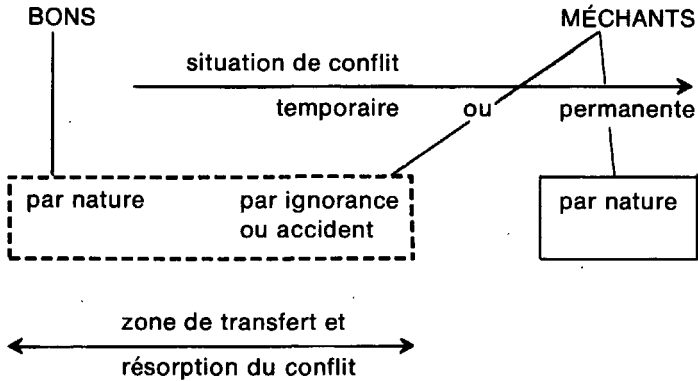 BONS MÉCHANTS
situation de conflit
temporaire ou permanente
par nature par ignorance par nature
ou accident
zone de transfert et
résorption du conflit